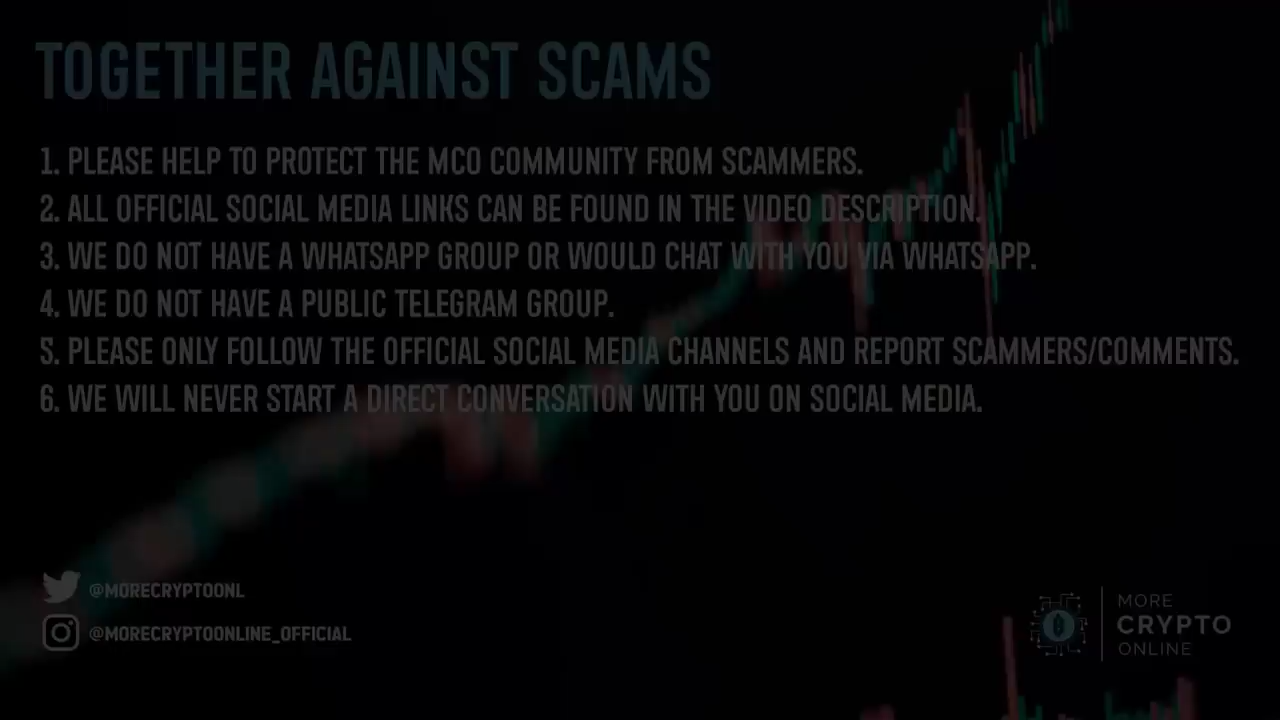 TOGETHER AGAINST SCAMS
1. PLEASE HELP TO PROTECT THE MCO COMMUNITY FROM SCAMMERS.
2. ALL OFFICIAL SOCIAL MEDIA LINKS CAN BE FOUND IN THE VIDEO DESCRIPTION.
3. WE DO NOT HAVE A WHATSAPP GROUP OR WOULD CHAT WITH YOU VIA WHATSAPP.
4. WE DO NOT HAVE A PUBLIC TELEGRAM GROUP.
5. PLEASE ONLY FOLLOW THE OFFICIAL SOCIAL MEDIA CHANNELS AND REPORT SCAMMERS/COMMENTS.
6. WE WILL NEVER START A DIRECT CONVERSATION WITH YOU ON SOCIAL MEDIA.
@MORECRYPTOONL
@MORECRYPTOONLINE_OFFICIAL
MORE
CRYPTO
ONLINE